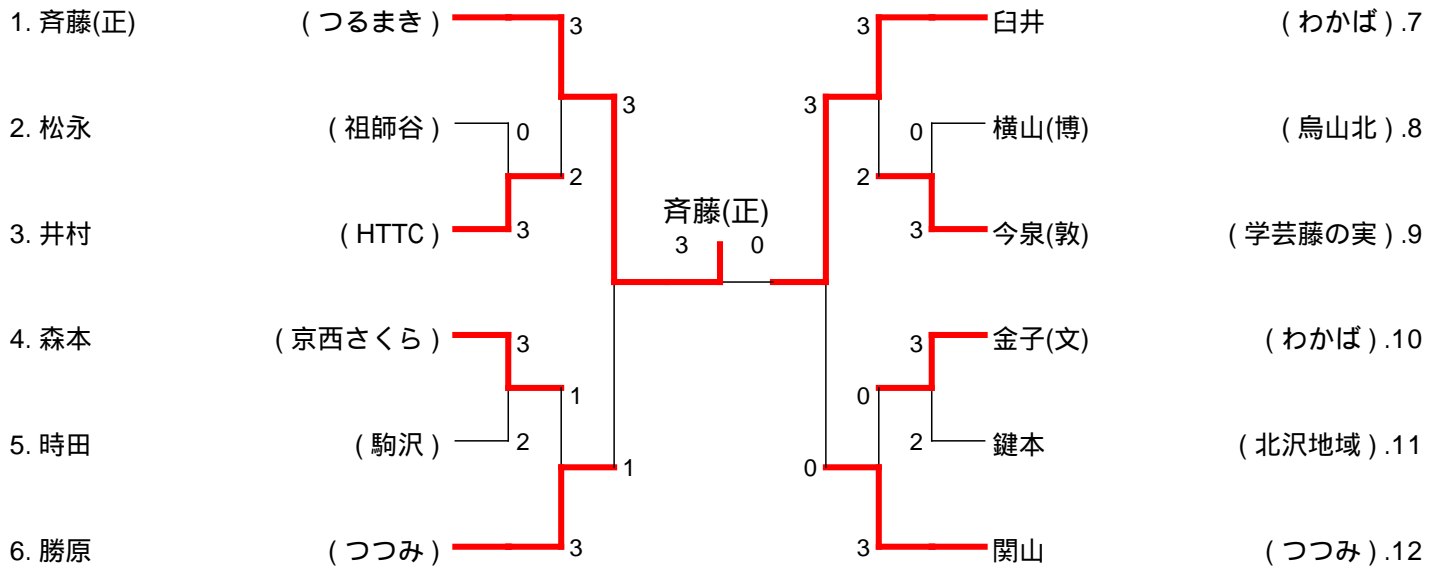 1. 斉藤(正) ( つるまき ) 3 3 臼井 ( わかば ) .7
3 3
2. 松永 ( 祖師谷 ) 0 0 横山(博) ( 烏山北 ) .8
2 2
斉藤(正)
3. 井村 ( HTTC ) 3 3 今泉(敦) ( 学芸藤の実 ) .9
3 0
4. 森本 ( 京西さくら ) 3 3 金子(文) ( わかば ) .10
1 0
5. 時田 ( 駒沢 ) 2 2 鍵本 ( 北沢地域 ) .11
1 0
6. 勝原 ( つつみ ) 3 3 関山 ( つつみ ) .12